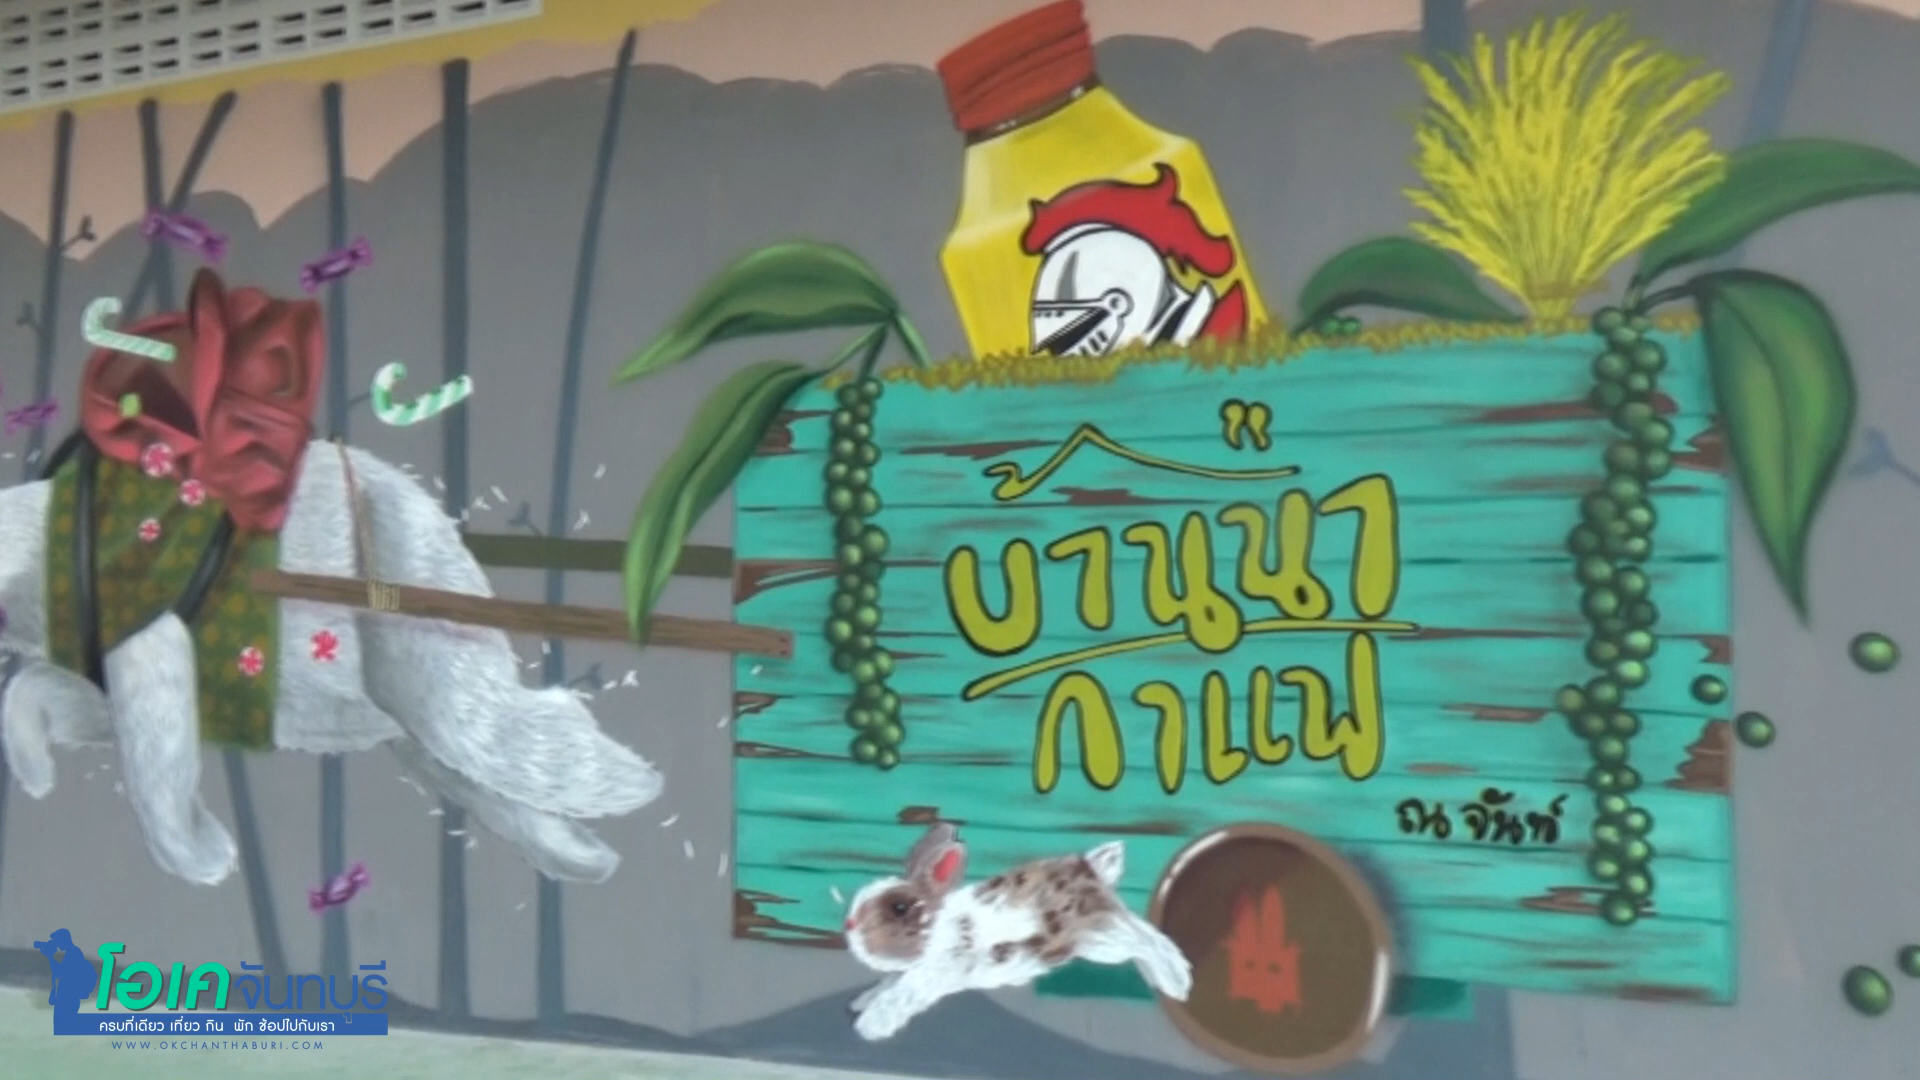 บ้านน่า
กาแฟ
ณ จันท์
โอเคจันทบูรี
ครบที่เดียว เที่ยว กิน พัก ช้อปไปกับเรา
WWW.OKCHANTHABURI.COM